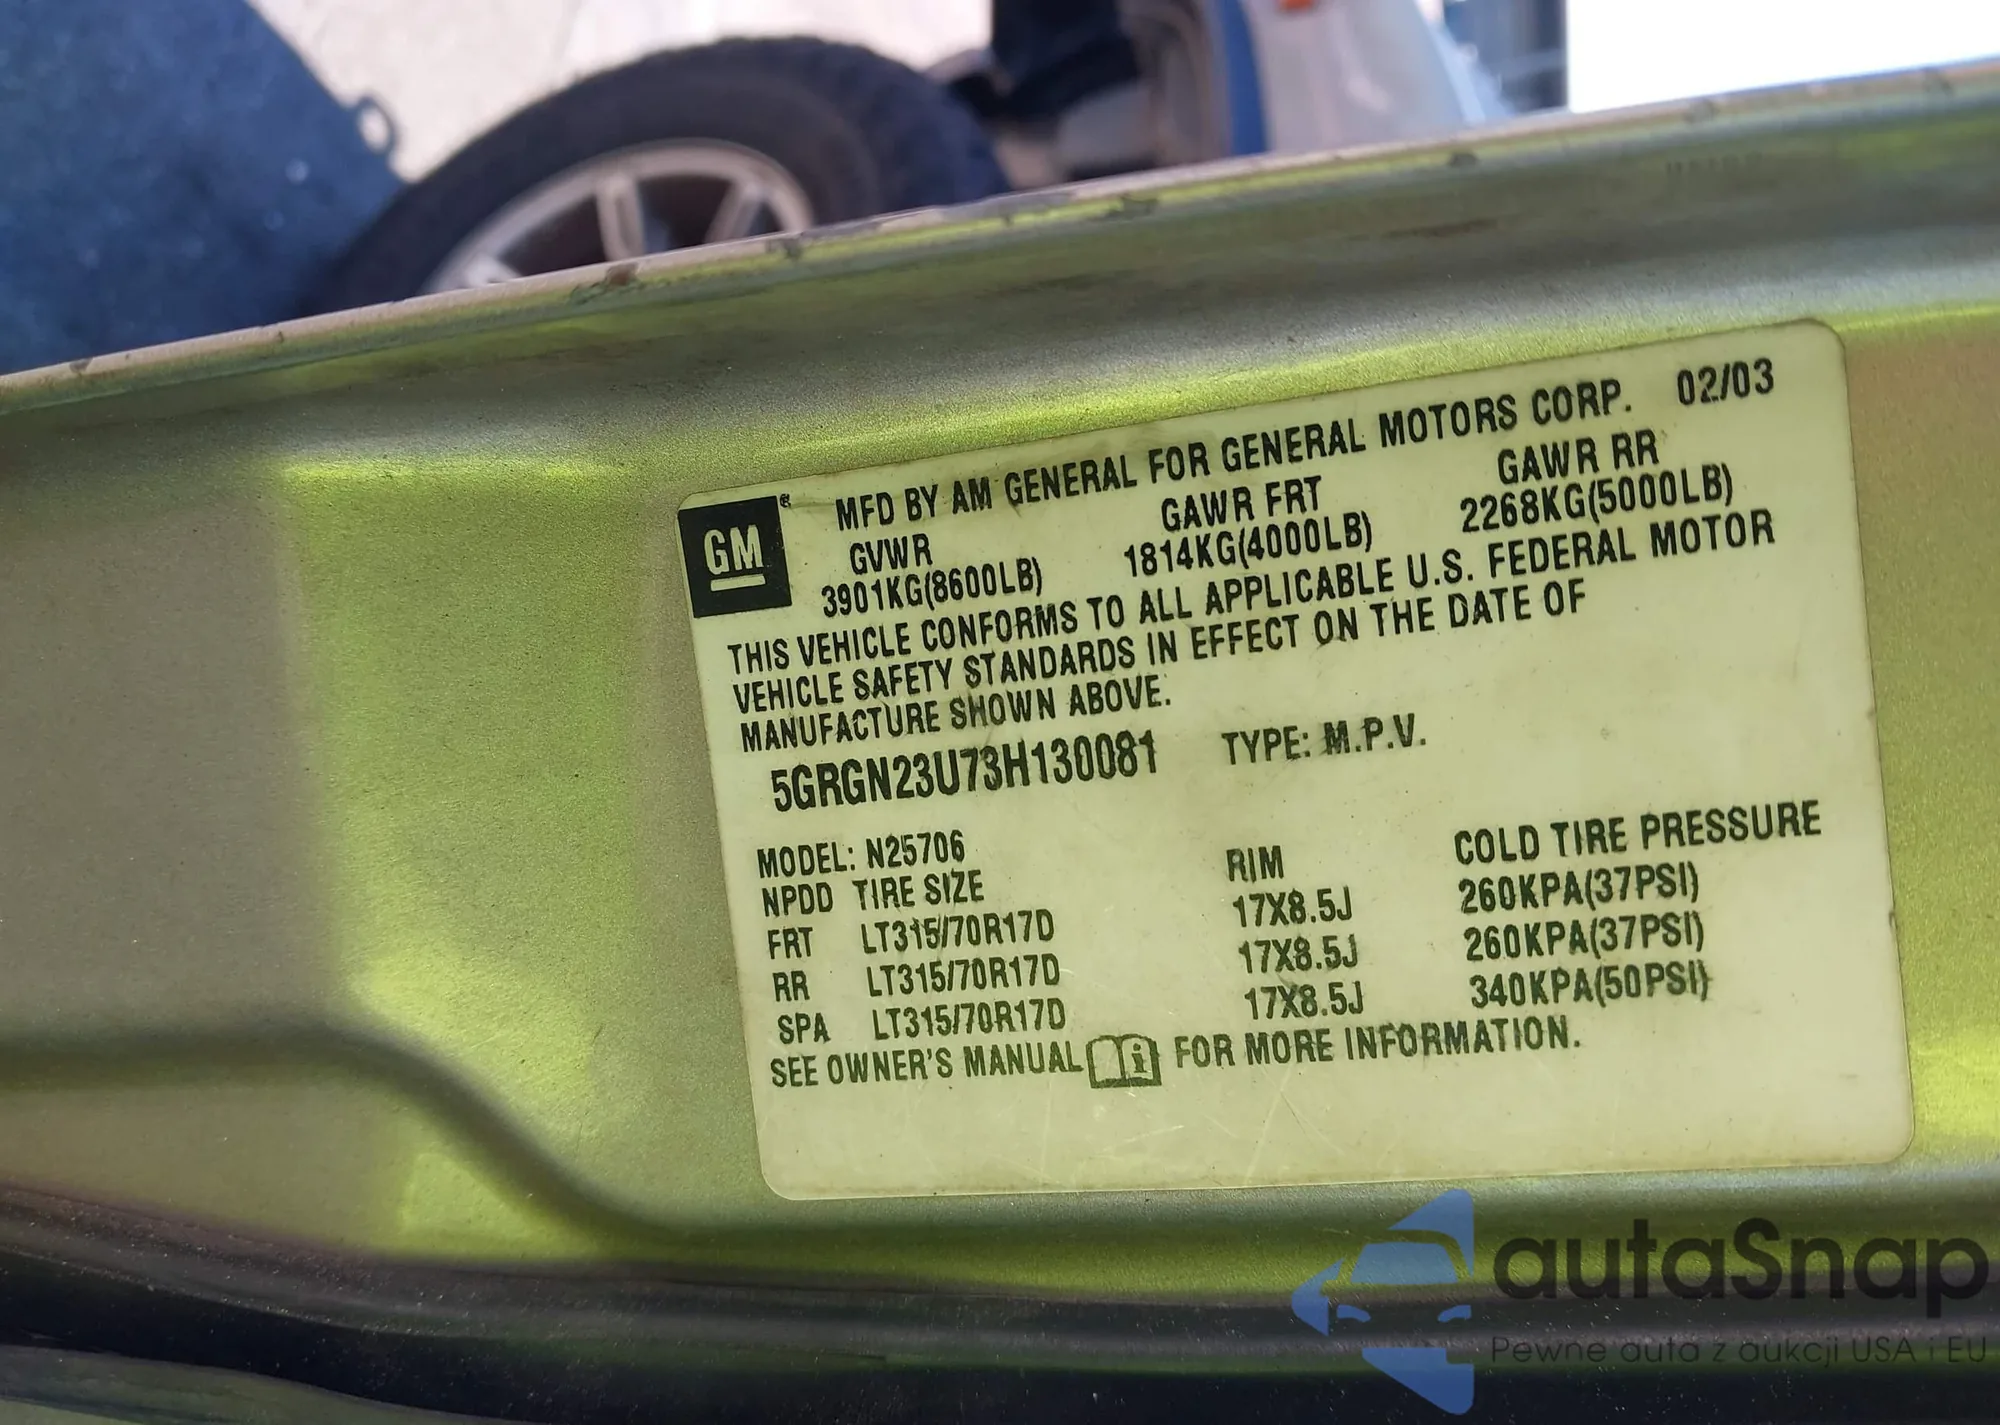 GM ® MFD BY AM GENERAL FOR GENERAL MOTORS CORP. 02/03
GVWR GAWR FRT GAWR RR
3901KG(8600LB) 1814KG(4000LB) 2268KG(5000LB)
THIS VEHICLE CONFORMS TO ALL APPLICABLE U.S. FEDERAL MOTOR
VEHICLE SAFETY STANDARDS IN EFFECT ON THE DATE OF
MANUFACTURE SHOWN ABOVE.
5GRGN23U73H130081 TYPE: M.P.V.
MODEL: N25706
NPDD TIRE SIZE RIM COLD TIRE PRESSURE
FRT LT315/70R17D 17X8.5J 260KPA(37PSI)
RR LT315/70R17D 17X8.5J 260KPA(37PSI)
SPA LT315/70R17D 17X8.5J 340KPA(50PSI)
SEE OWNER'S MANUAL i FOR MORE INFORMATION.
autaSnap
Pewne auta z aukcji USA i EU